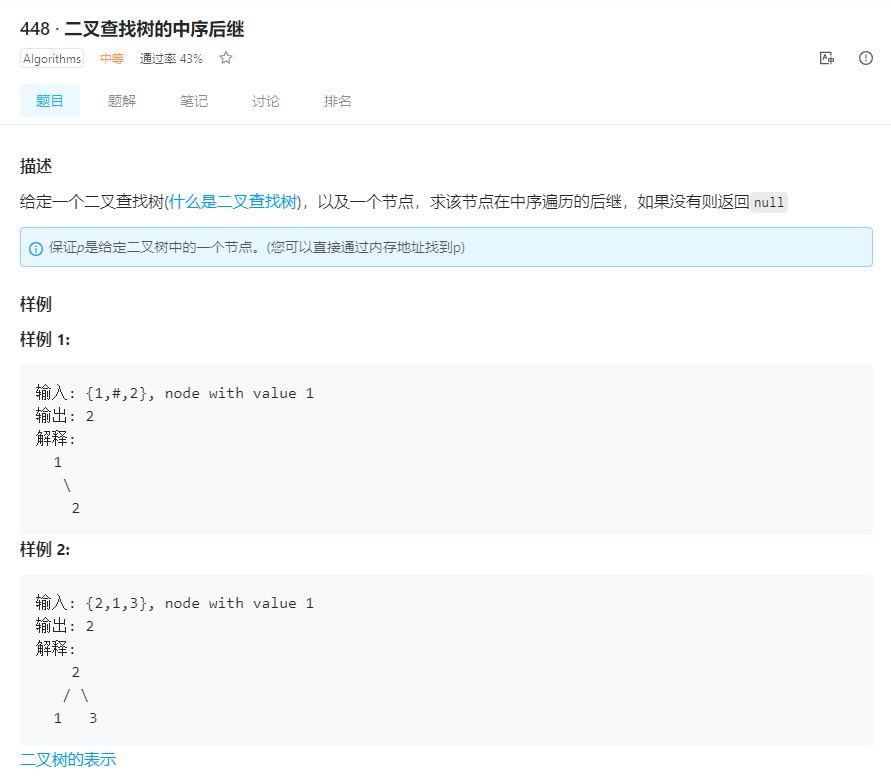 448 · 二叉查找树的中序后继
Algorithms 中等 通过率 43%
题目 题解 笔记 讨论 排名
描述
给定一个二叉查找树(什么是二叉查找树)，以及一个节点，求该节点在中序遍历的后继，如果没有则返回null
保证p是给定二叉树中的一个节点。(您可以直接通过内存地址找到p)
样例
样例 1:
输入: {1,#,2}, node with value 1
输出: 2
解释:
1
\
2
样例 2:
输入: {2,1,3}, node with value 1
输出: 2
解释:
2
/ \
1 3
二叉树的表示